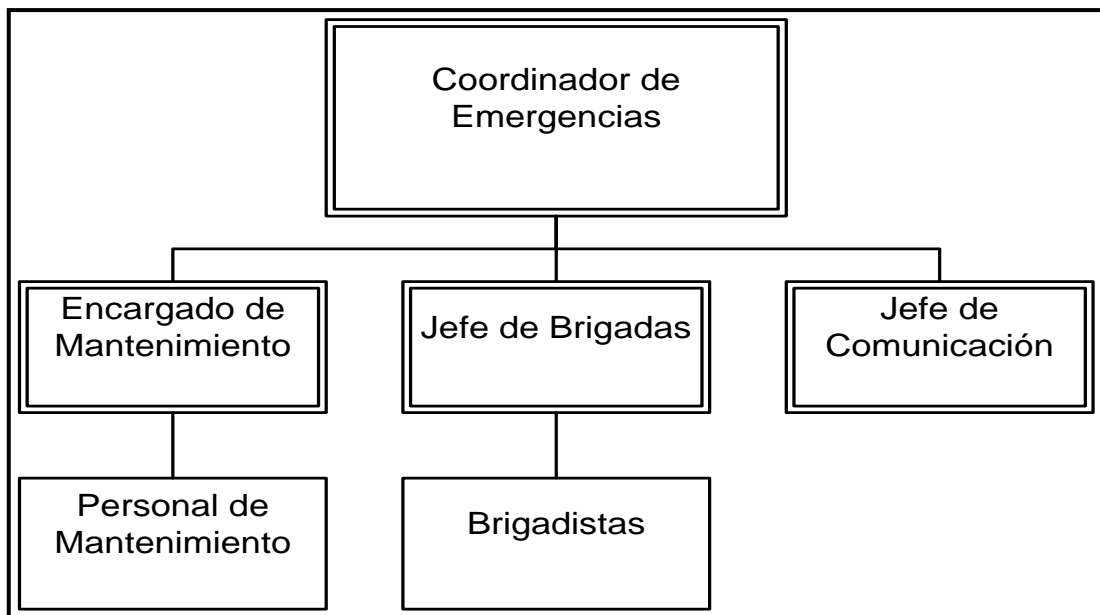 Coordinador de
Emergencias
Encargado de
Mantenimiento
Jefe de Brigadas
Jefe de
Comunicación
Personal de
Mantenimiento
Brigadistas